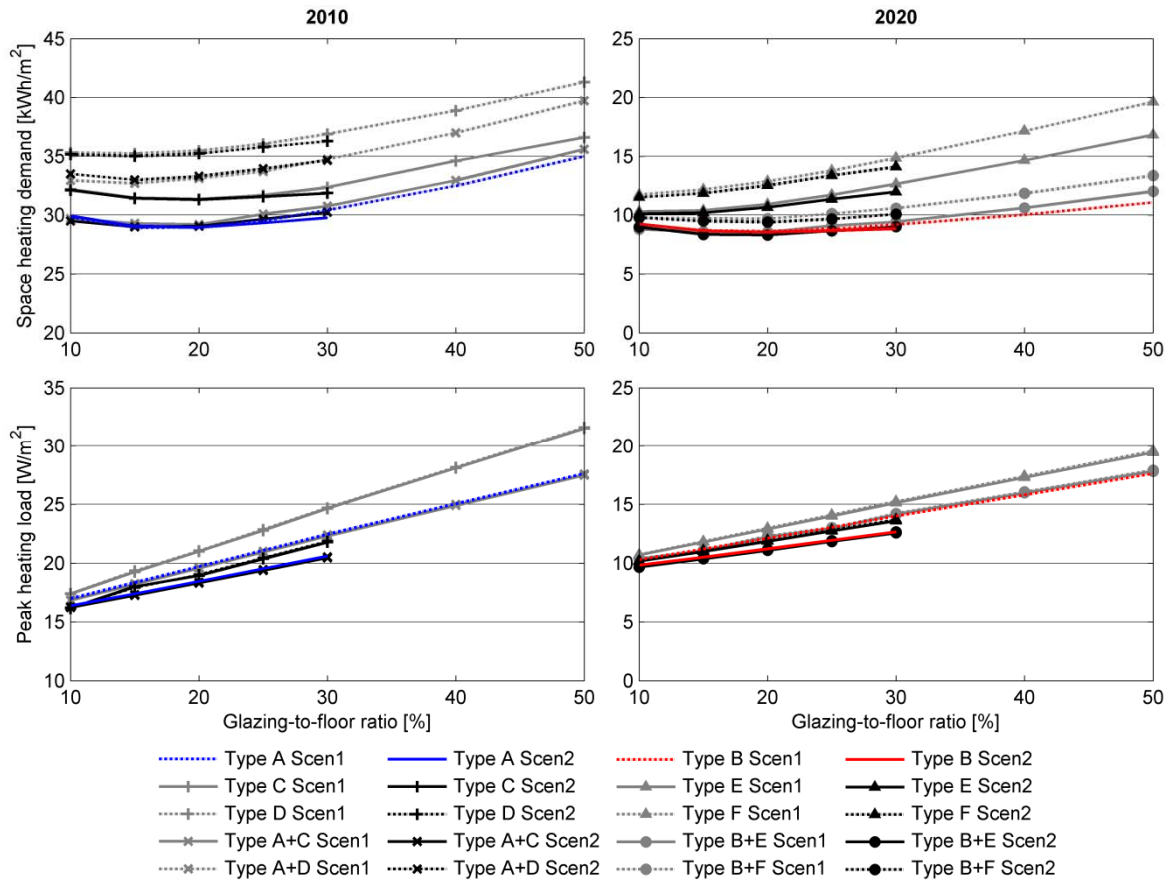 2010
2020
Space heating demand [kWh/m²]
45
40
35
30
25
20
10 20 30 40 50
25
20
15
10
5
0
10 20 30 40 50
Peak heating load [W/m²]
35
30
25
20
15
10
10 20 30 40 50
Glazing-to-floor ratio [%]
25
20
15
10
5
0
10 20 30 40 50
Glazing-to-floor ratio [%]
Type A Scen1 Type A Scen2 Type B Scen1 Type B Scen2
Type C Scen1 Type C Scen2 Type E Scen1 Type E Scen2
Type D Scen1 Type D Scen2 Type F Scen1 Type F Scen2
Type A+C Scen1 Type A+C Scen2 Type B+E Scen1 Type B+E Scen2
Type A+D Scen1 Type A+D Scen2 Type B+F Scen1 Type B+F Scen2